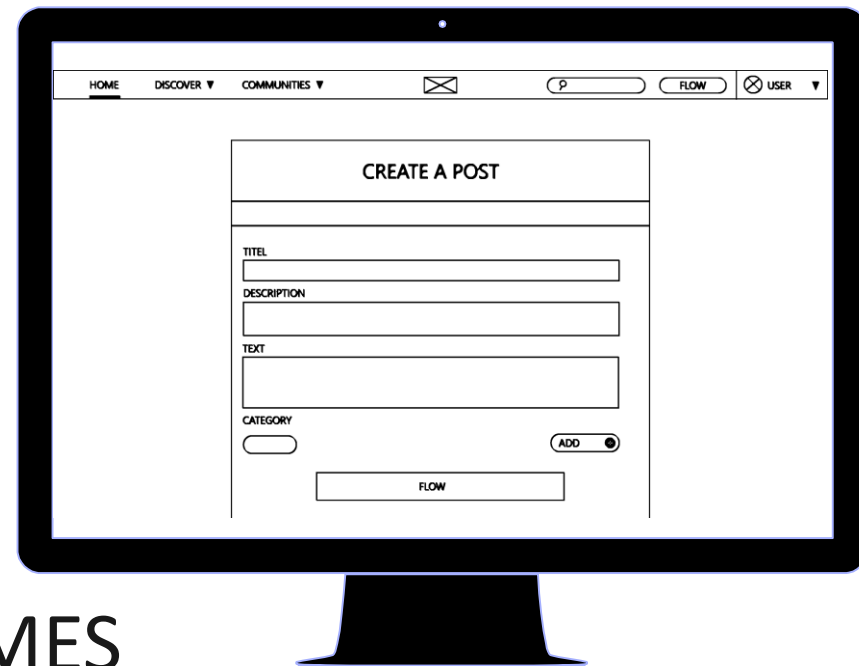 HOME DISCOVER ▼ COMMUNITIES ▼ FLOW USER ▼
CREATE A POST
TITEL
DESCRIPTION
TEXT
CATEGORY
ADD
FLOW
MES